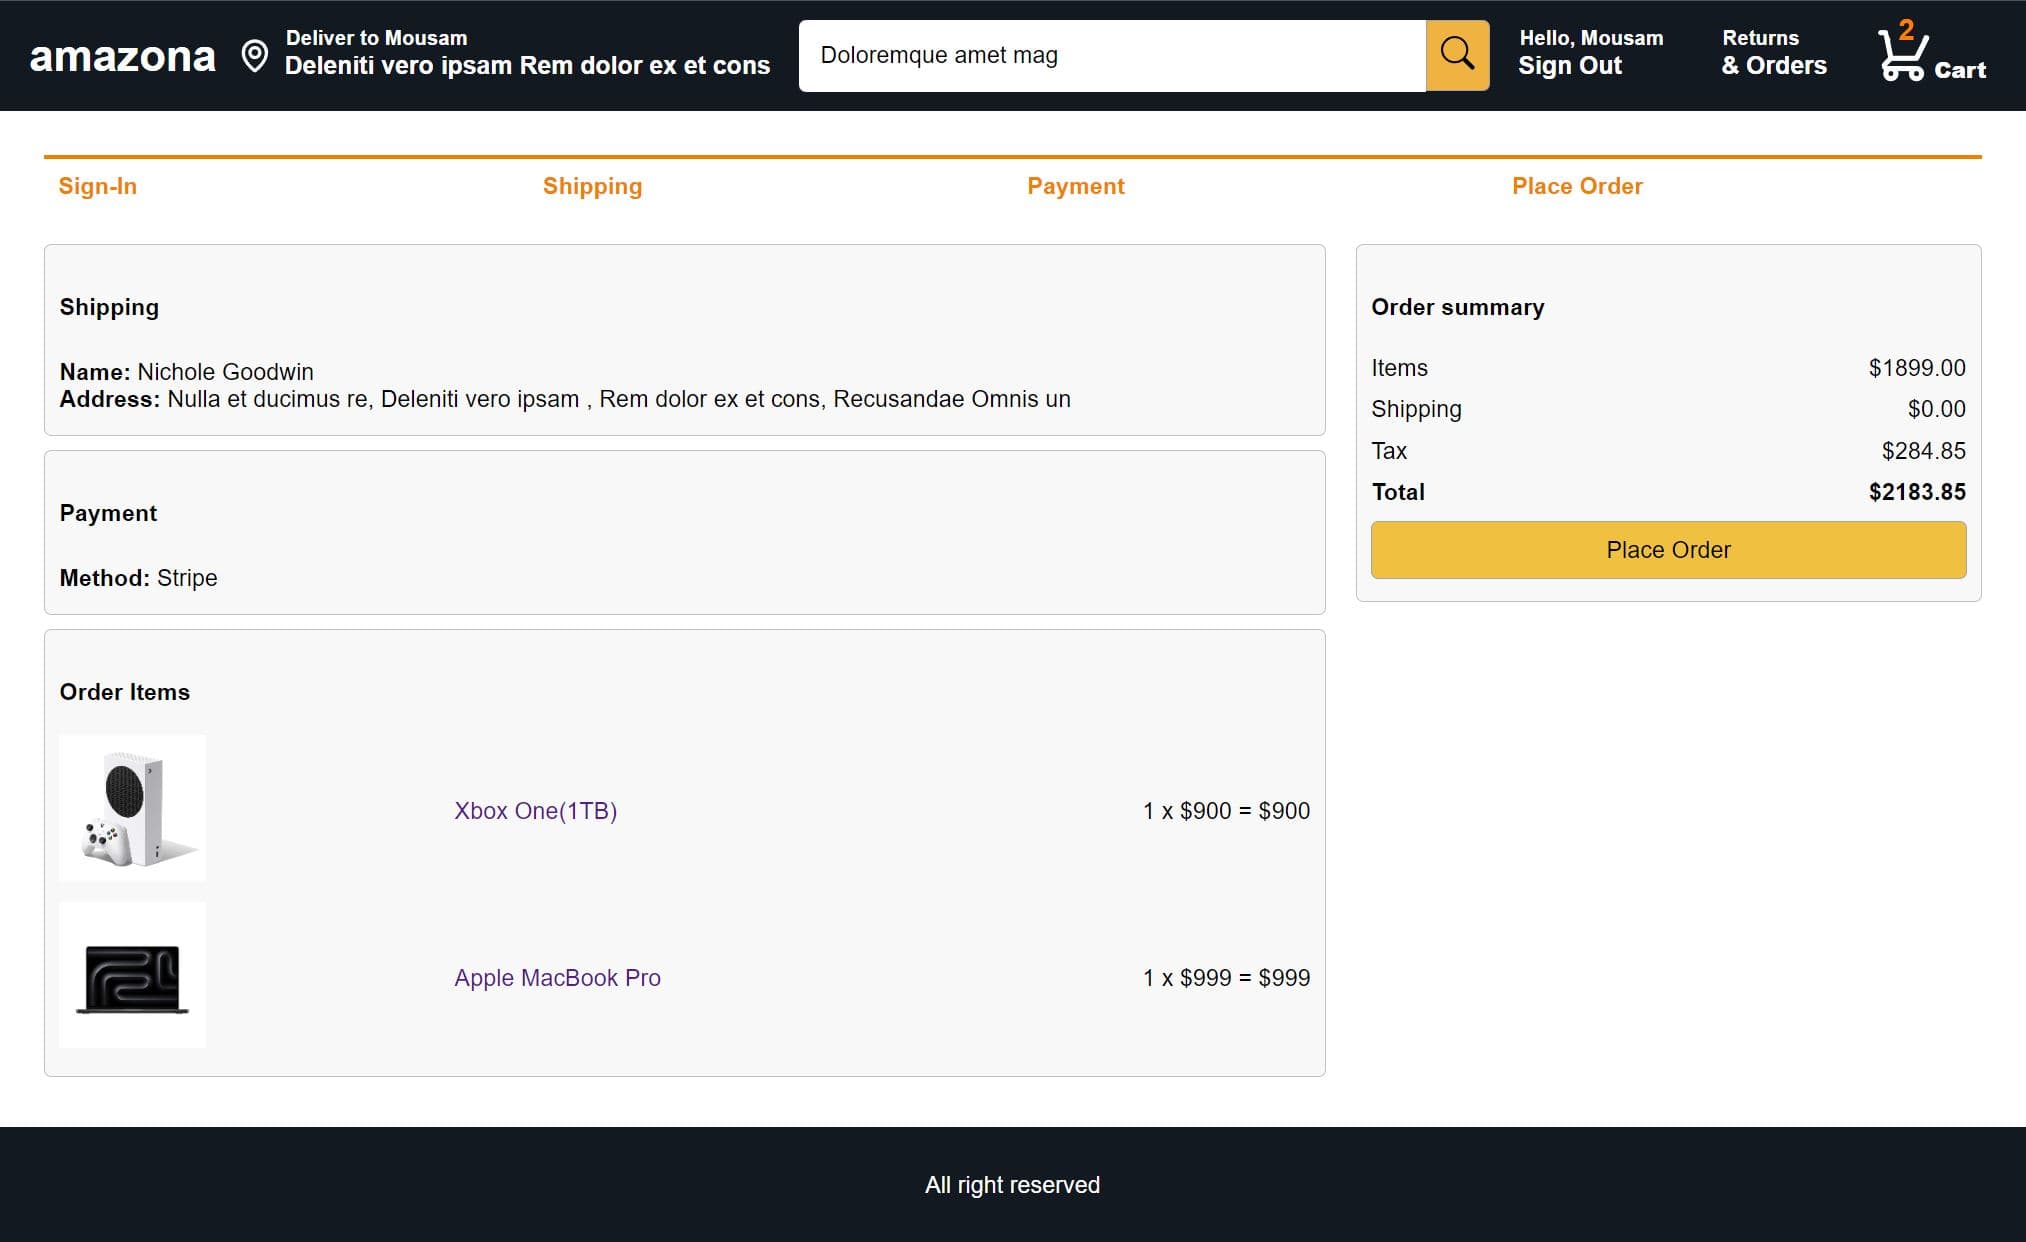 amazona
Deliver to Mousam
Deleniti vero ipsam Rem dolor ex et cons
Doloremque amet mag
Hello, Mousam
Sign Out
Returns
& Orders
2
Cart
Sign-In
Shipping
Payment
Place Order
Shipping
Name: Nichole Goodwin
Address: Nulla et ducimus re, Deleniti vero ipsam , Rem dolor ex et cons, Recusandae Omnis un
Payment
Method: Stripe
Order Items
Xbox One(1TB)
1 x $900 = $900
Apple MacBook Pro
1 x $999 = $999
Order summary
Items $1899.00
Shipping $0.00
Tax $284.85
Total $2183.85
Place Order
All right reserved